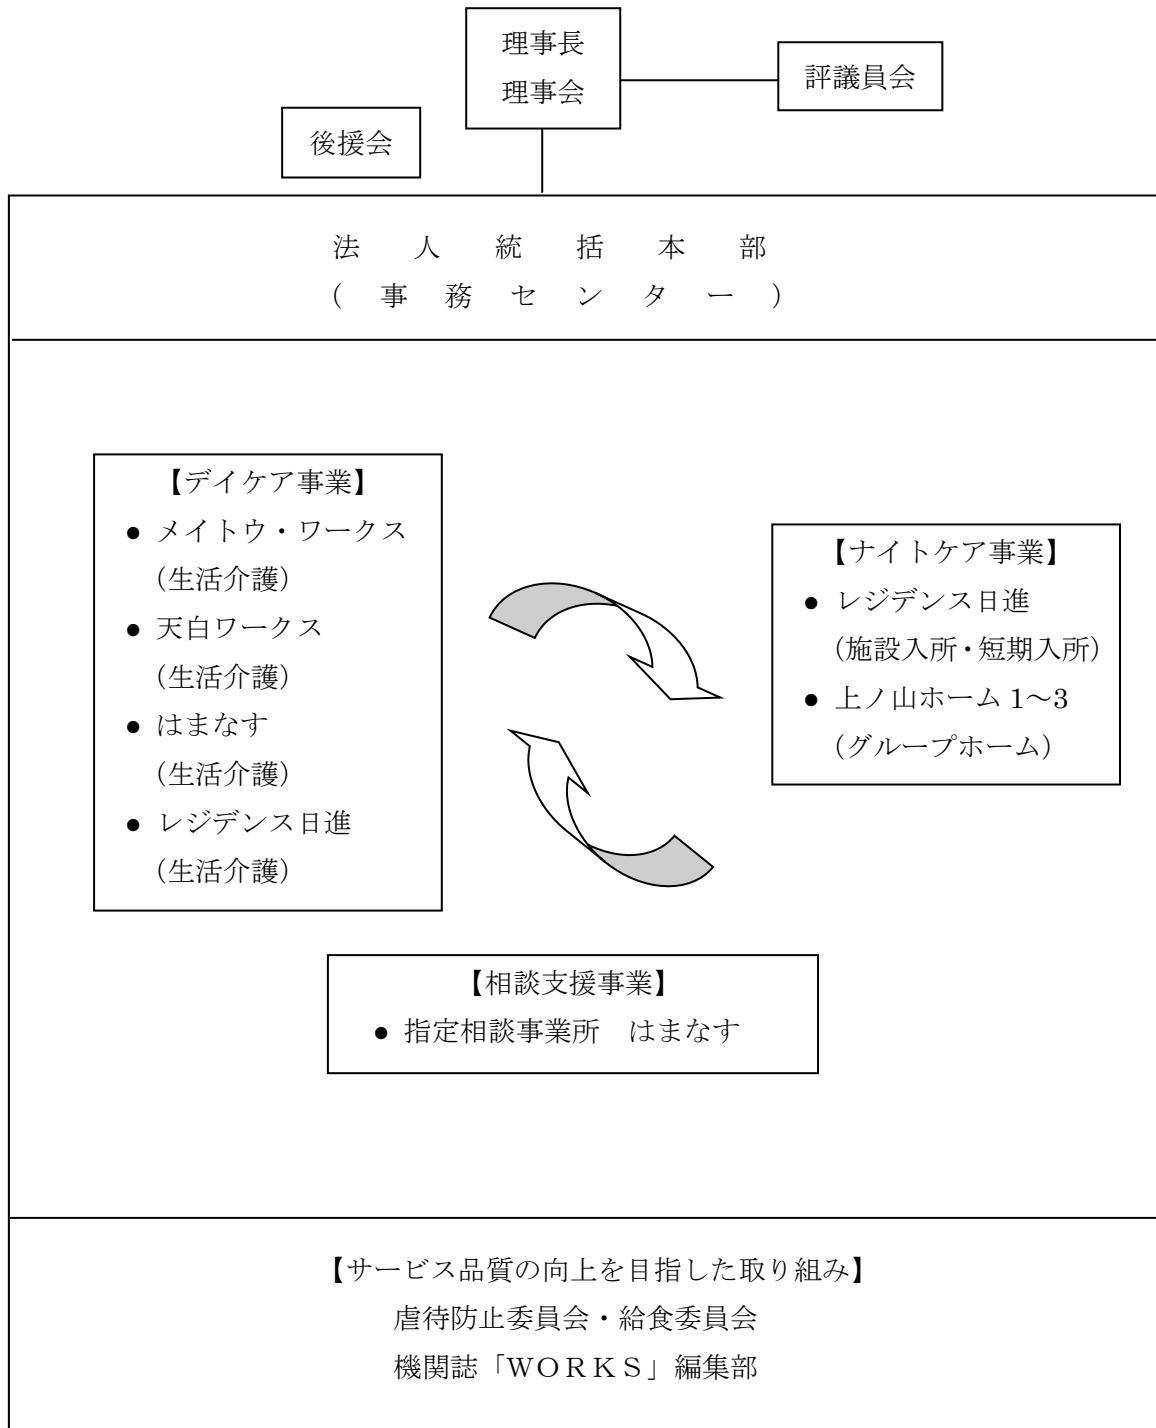 理事長
理事会
評議員会
後援会
法人統括本部
(事務センター)
【デイケア事業】
● メイトウ・ワークス
(生活介護)
● 天白ワークス
(生活介護)
● はまなす
(生活介護)
● レジデンス日進
(生活介護)
【ナイトケア事業】
● レジデンス日進
(施設入所・短期入所)
● 上ノ山ホーム 1～3
(グループホーム)
【相談支援事業】
● 指定相談事業所　はまなす
【サービス品質の向上を目指した取り組み】
虐待防止委員会・給食委員会
機関誌「WORKS」編集部